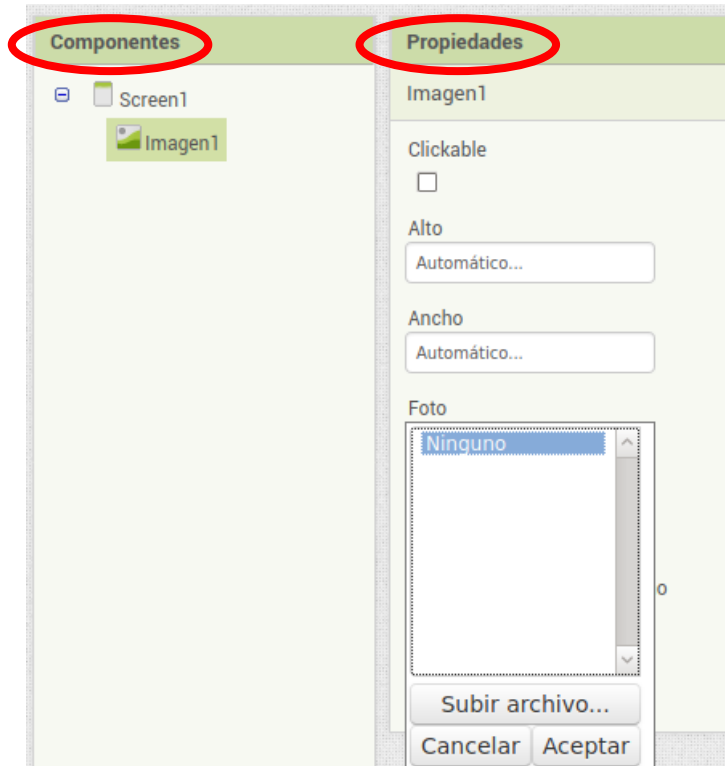 Componentes
Screen1
Imagen1
Propiedades
Imagen1
Clickable
Alto
Automático...
Ancho
Automático...
Foto
Ninguno
o
Subir archivo...
Cancelar Aceptar